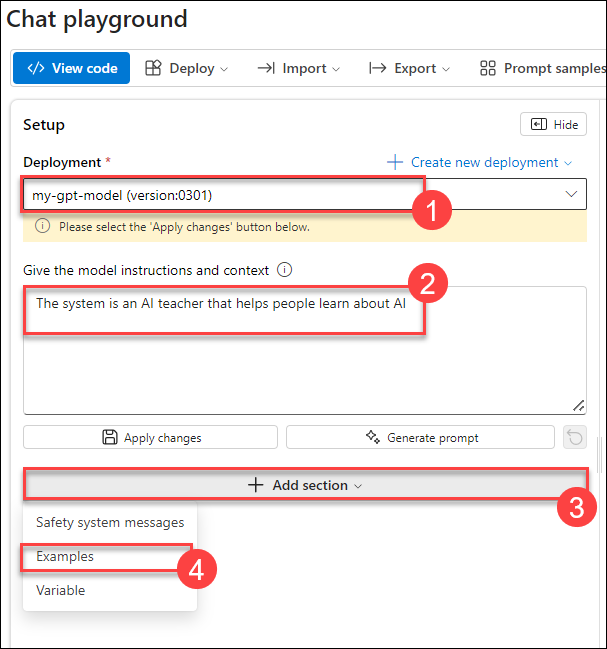 Chat playground
</> View code Deploy Import Export Prompt samples
Setup
Hide
Deployment *
Create new deployment
my-gpt-model (version:0301)
1
Please select the 'Apply changes' button below.
Give the model instructions and context
2
The system is an AI teacher that helps people learn about AI
Apply changes Generate prompt
Add section
3
Safety system messages
Examples
4
Variable